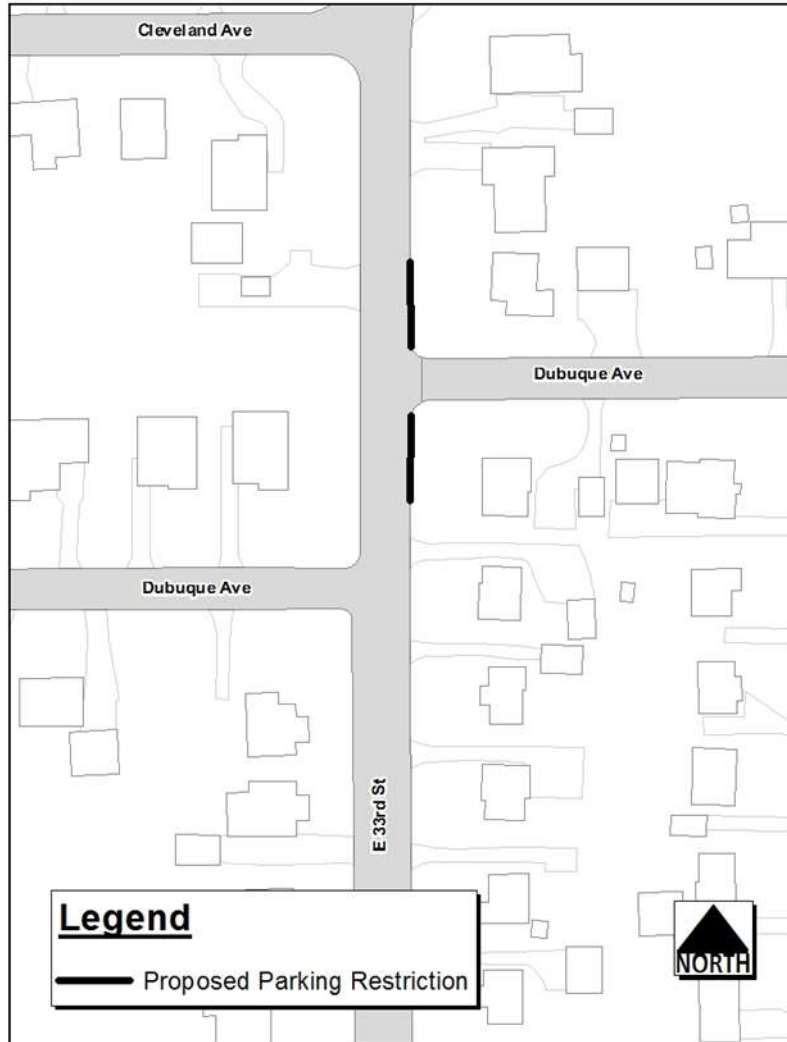 Cleveland Ave
Dubuque Ave
Dubuque Ave
E 33rd St
Legend
Proposed Parking Restriction
NORTH